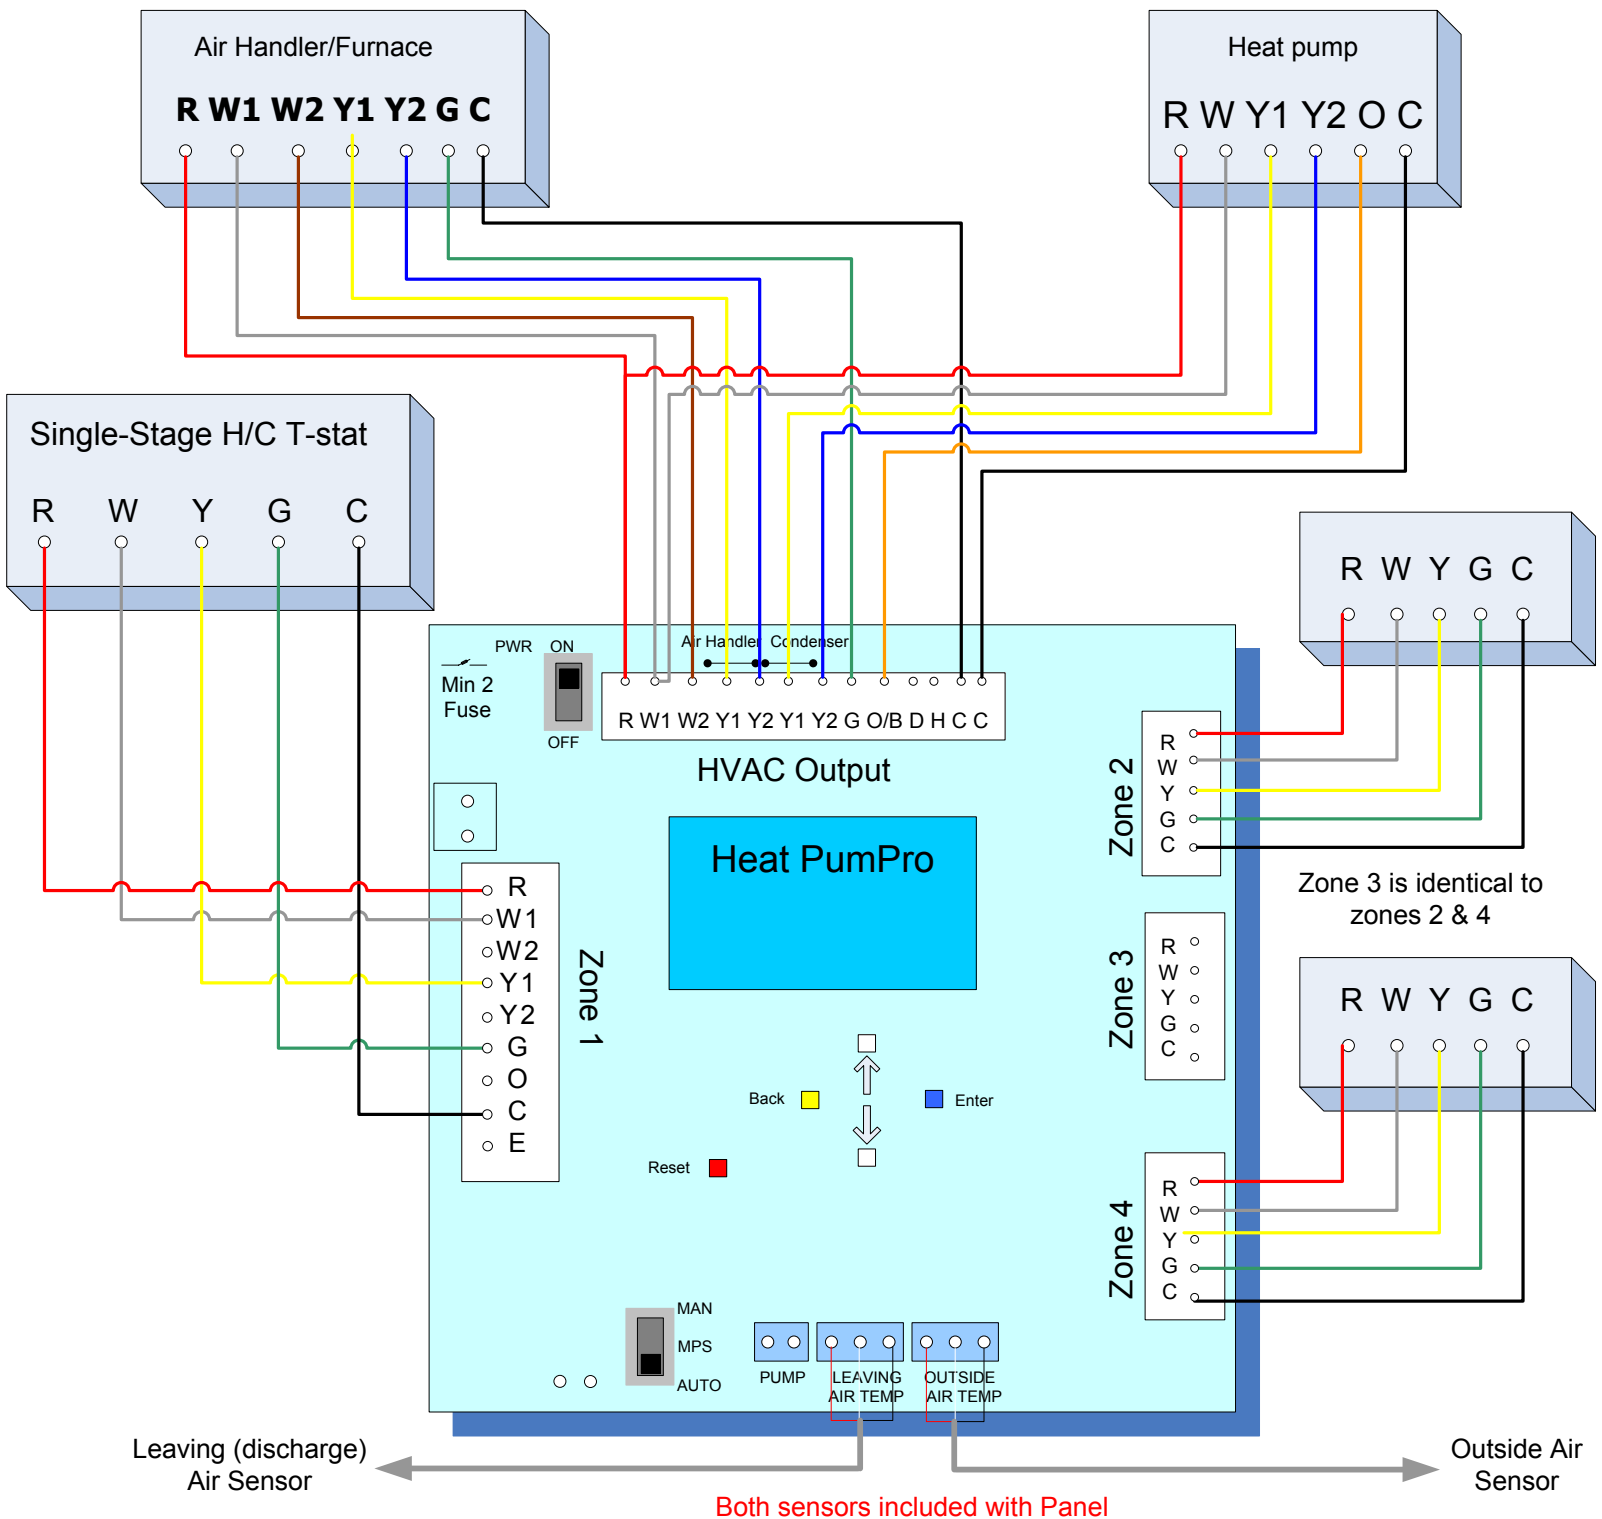 Air Handler/Furnace
R W1 W2 Y1 Y2 G C
Heat pump
R W Y1 Y2 O C
Single-Stage H/C T-stat
R W Y G C
R W Y G C
PWR ON
OFF
Min 2
Fuse
Air Handler Condenser
R W1 W2 Y1 Y2 Y1 Y2 G O/B D H C C
HVAC Output
Heat PumPro
Zone 1
R
W1
W2
Y1
Y2
G
O
C
E
Zone 2
R
W
Y
G
C
Zone 3 is identical to
zones 2 & 4
Zone 3
R
W
Y
G
C
R W Y G C
Zone 4
R
W
Y
G
C
Back
Enter
Reset
MAN
MPS
AUTO
PUMP
LEAVING
AIR TEMP
OUTSIDE
AIR TEMP
Leaving (discharge)
Air Sensor
Outside Air
Sensor
Both sensors included with Panel